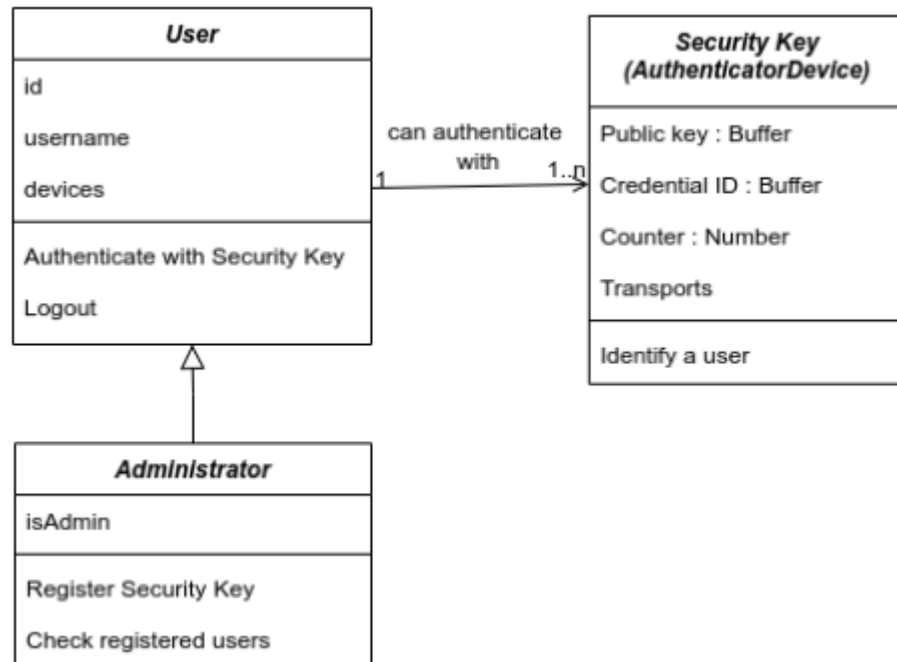 User
id
username
devices
Authenticate with Security Key
Logout
can authenticate
with
1
1..n
Security Key
(AuthenticatorDevice)
Public key : Buffer
Credential ID : Buffer
Counter : Number
Transports
Identify a user
Administrator
isAdmin
Register Security Key
Check registered users